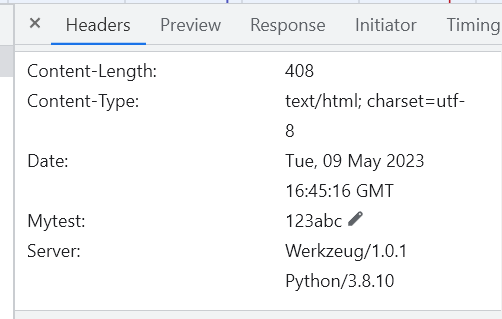 × Headers Preview Response Initiator Timing
Content-Length: 408
Content-Type: text/html; charset=utf-
8
Date: Tue, 09 May 2023
16:45:16 GMT
Mytest: 123abc
Server: Werkzeug/1.0.1
Python/3.8.10